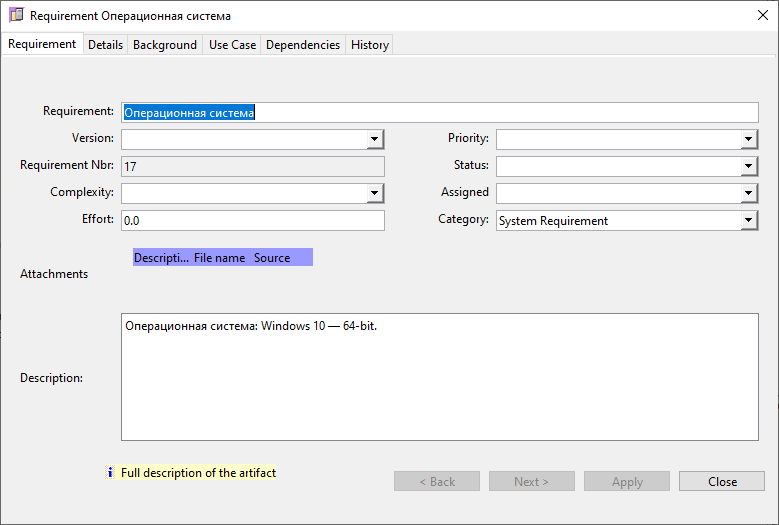 Requirement Операционная система
Requirement Details Background Use Case Dependencies History
Requirement: Операционная система
Version: Priority:
Requirement Nbr: 17 Status:
Complexity: Assigned
Effort: 0.0 Category: System Requirement
Descripti... File name Source
Attachments
Операционная система: Windows 10 — 64-bit.
Description:
i Full description of the artifact
< Back Next > Apply Close